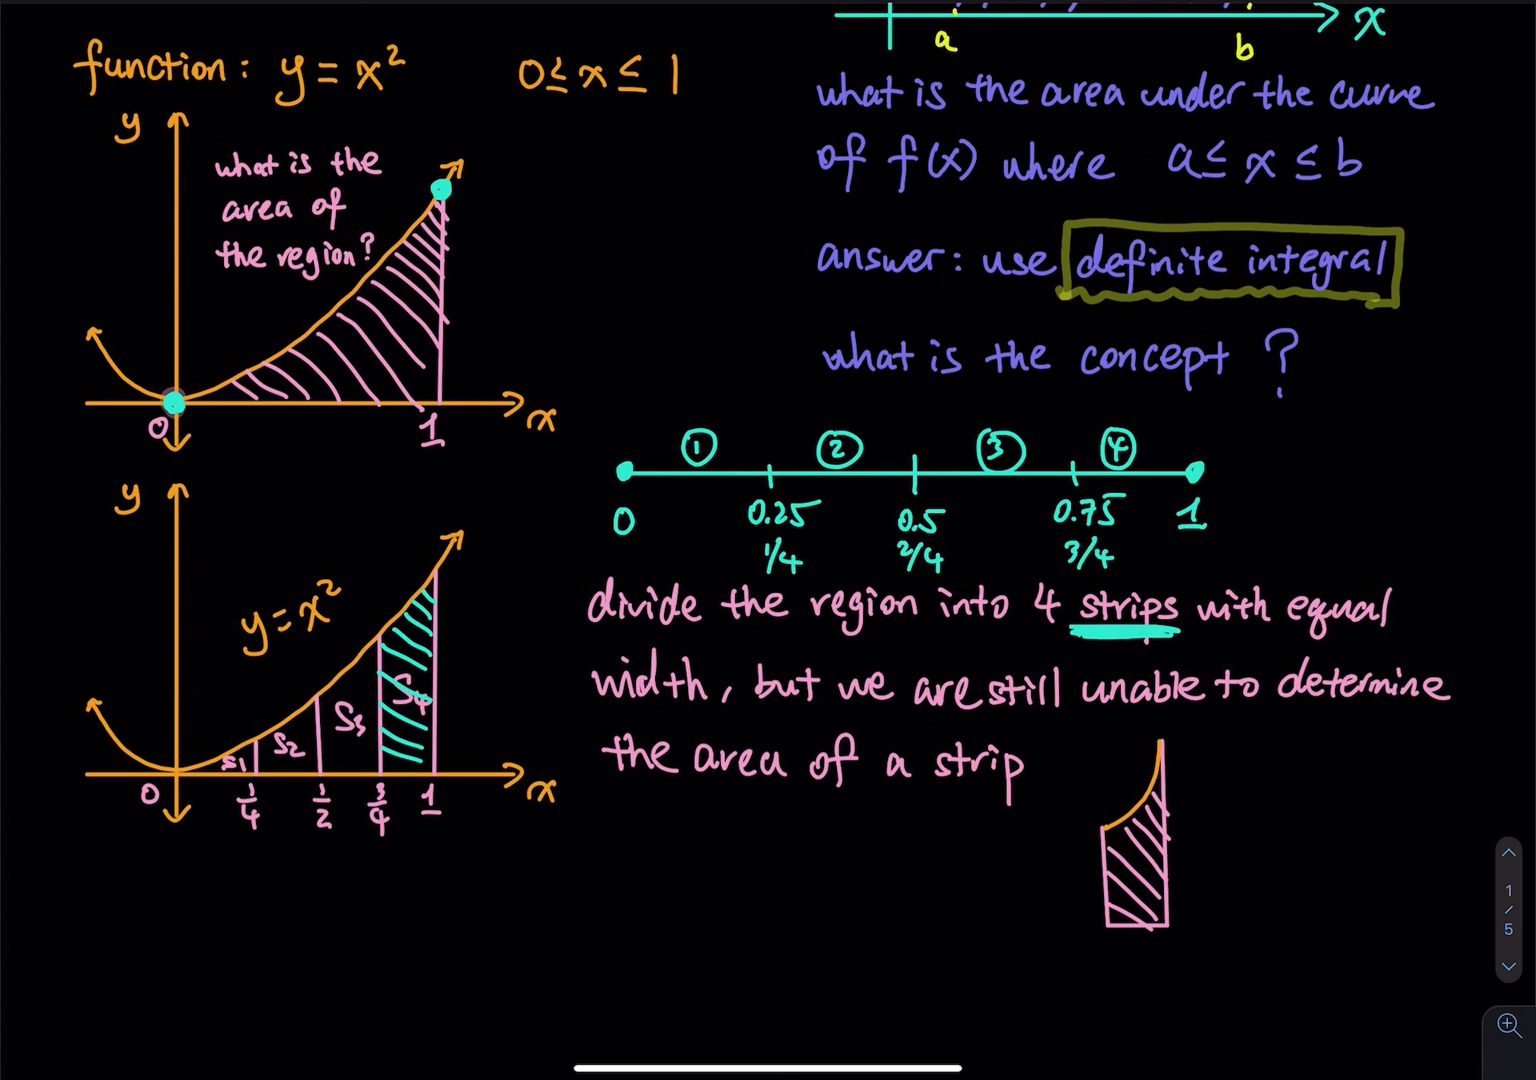 function: y = x² 0 ≤ x ≤ 1
y
what is the
area of
the region?
0
1
x
x
a
b
what is the area under the curve
of f(x) where a ≤ x ≤ b
answer: use definite integral
what is the concept ?
① ② ③ ④
0 0.25 0.5 0.75 1
1/4 2/4 3/4
divide the region into 4 strips with equal
width, but we are still unable to determine
the area of a strip
y
y = x²
S1 S2 S3 S4
0 1/4 1/2 3/4 1 x
1
/
5